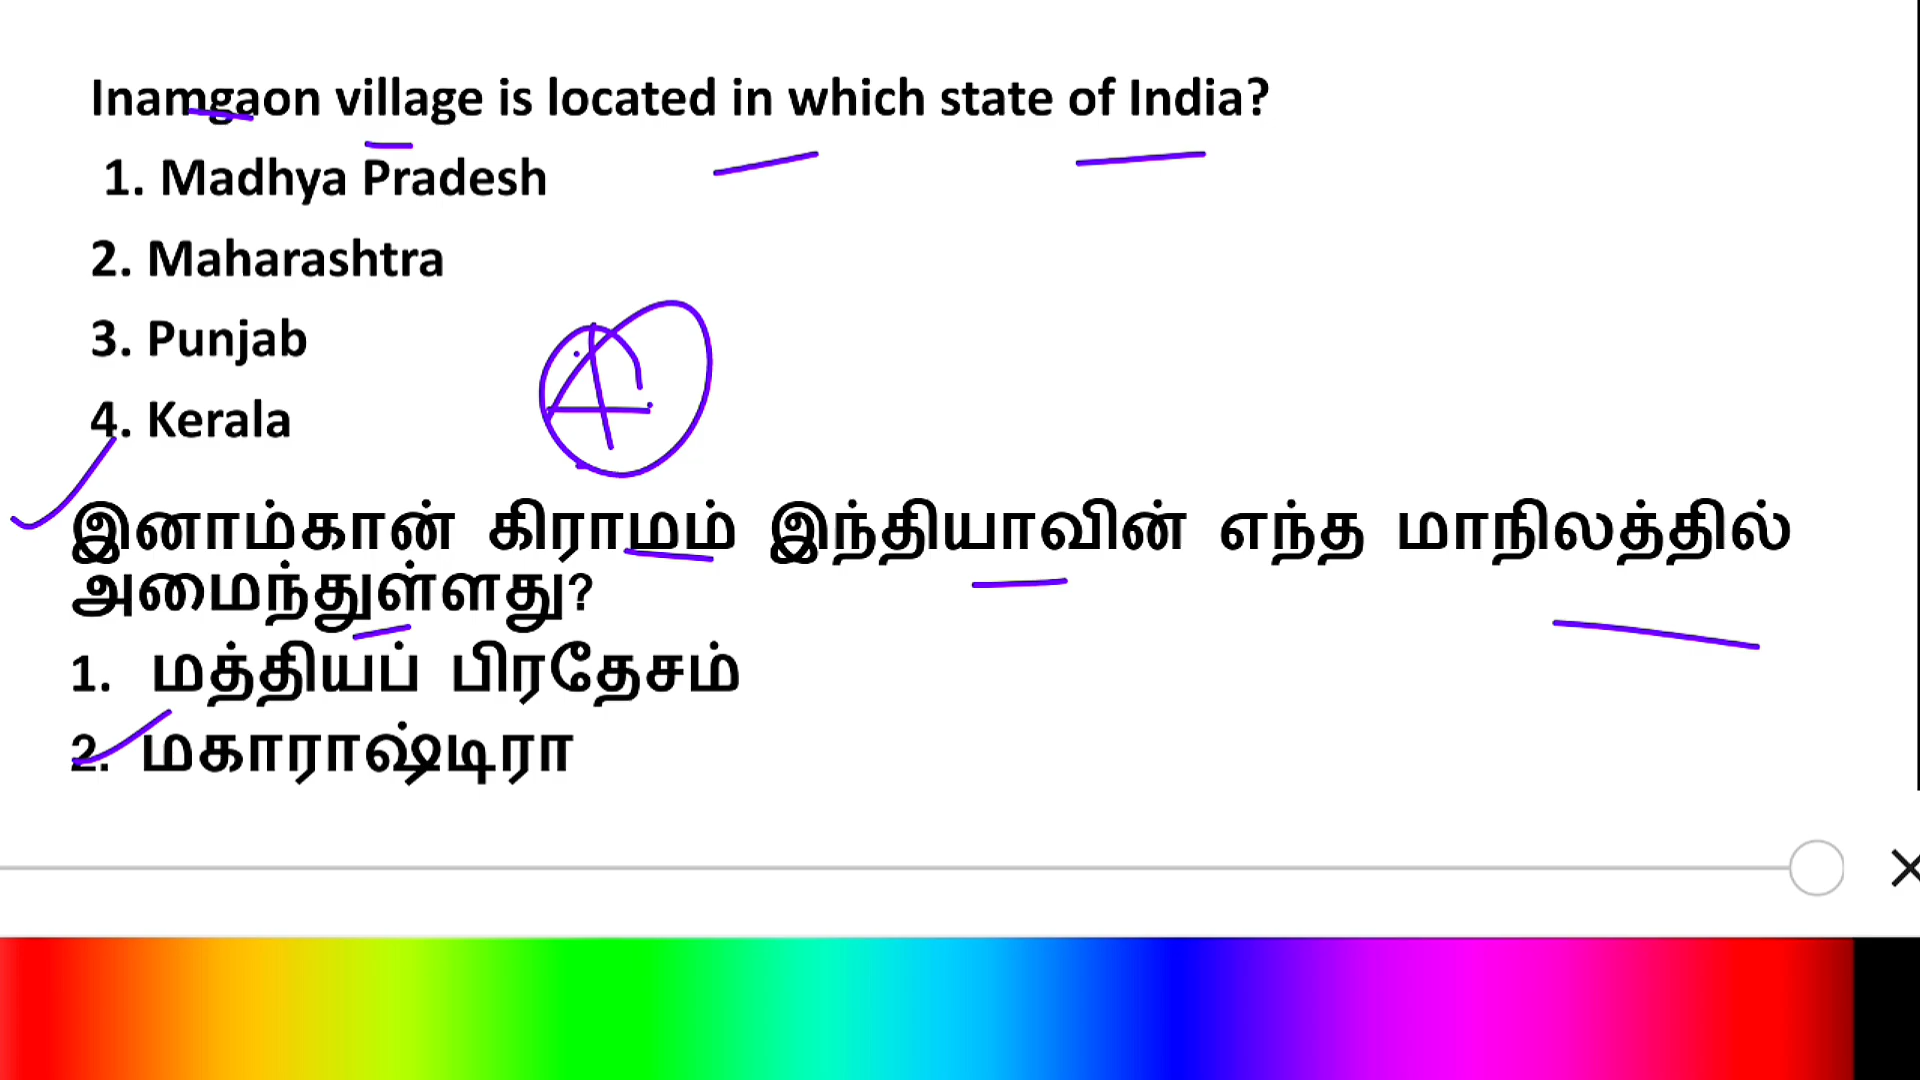 Inamgaon village is located in which state of India?
1. Madhya Pradesh
2. Maharashtra
3. Punjab
4. Kerala
இனாம்கான் கிராமம் இந்தியாவின் எந்த மாநிலத்தில்
அமைந்துள்ளது?
1. மத்தியப் பிரதேசம்
2. மகாராஷ்டிரா